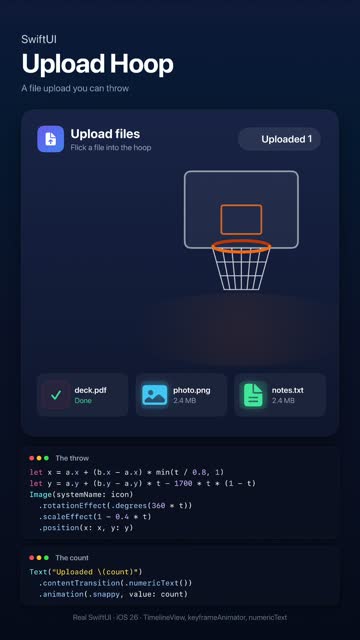 SwiftUI
Upload Hoop
A file upload you can throw
Upload files
Flick a file into the hoop
Uploaded 1
deck.pdf
Done
photo.png
2.4 MB
notes.txt
2.4 MB
The throw
let x = a.x + (b.x − a.x) * min(t / 0.8, 1)
let y = a.y + (b.y − a.y) * t − 1700 * t * (1 − t)
Image(systemName: icon)
.rotationEffect(.degrees(360 * t))
.scaleEffect(1 − 0.4 * t)
.position(x: x, y: y)
The count
Text("Uploaded \(count)")
.contentTransition(.numericText())
.animation(.snappy, value: count)
Real SwiftUI · iOS 26 · TimelineView, keyframeAnimator, numericText